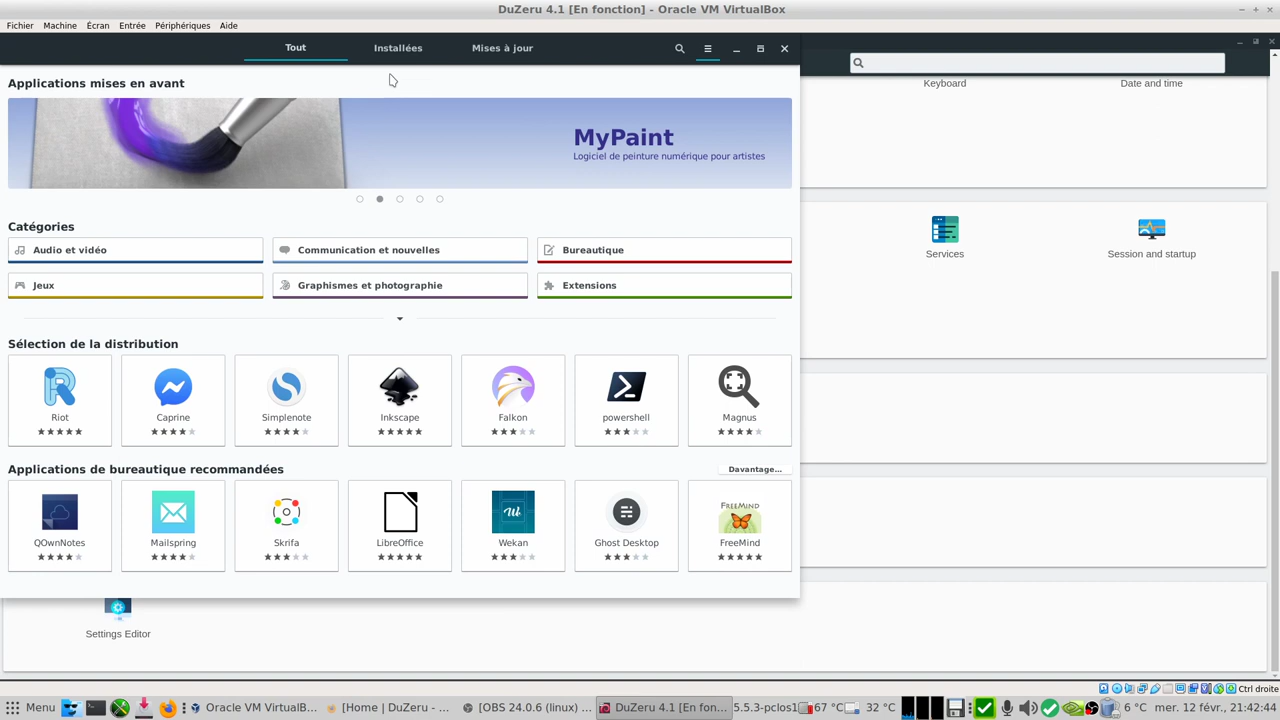 DuZeru 4.1 [En fonction] - Oracle VM VirtualBox
Fichier Machine Écran Entrée Périphériques Aide
Tout Installées Mises à jour
Applications mises en avant
Keyboard Date and time
MyPaint
Logiciel de peinture numérique pour artistes
Catégories
Audio et vidéo Communication et nouvelles Bureautique
Services Session and startup
Jeux Graphismes et photographie Extensions
Sélection de la distribution
Riot Caprine Simplenote Inkscape Falkon powershell Magnus
Applications de bureautique recommandées Davantage...
QOwnNotes Mailspring Skrifa LibreOffice Wekan Ghost Desktop FreeMind
FREEMIND
Settings Editor
Ctrl droite
Menu Oracle VM VirtualB... [Home | DuZeru - ... [OBS 24.0.6 (linux)... DuZeru 4.1 [En fon... 5.5.3-pclos1 67 °C 32 °C 6 °C mer. 12 févr., 21:42:44